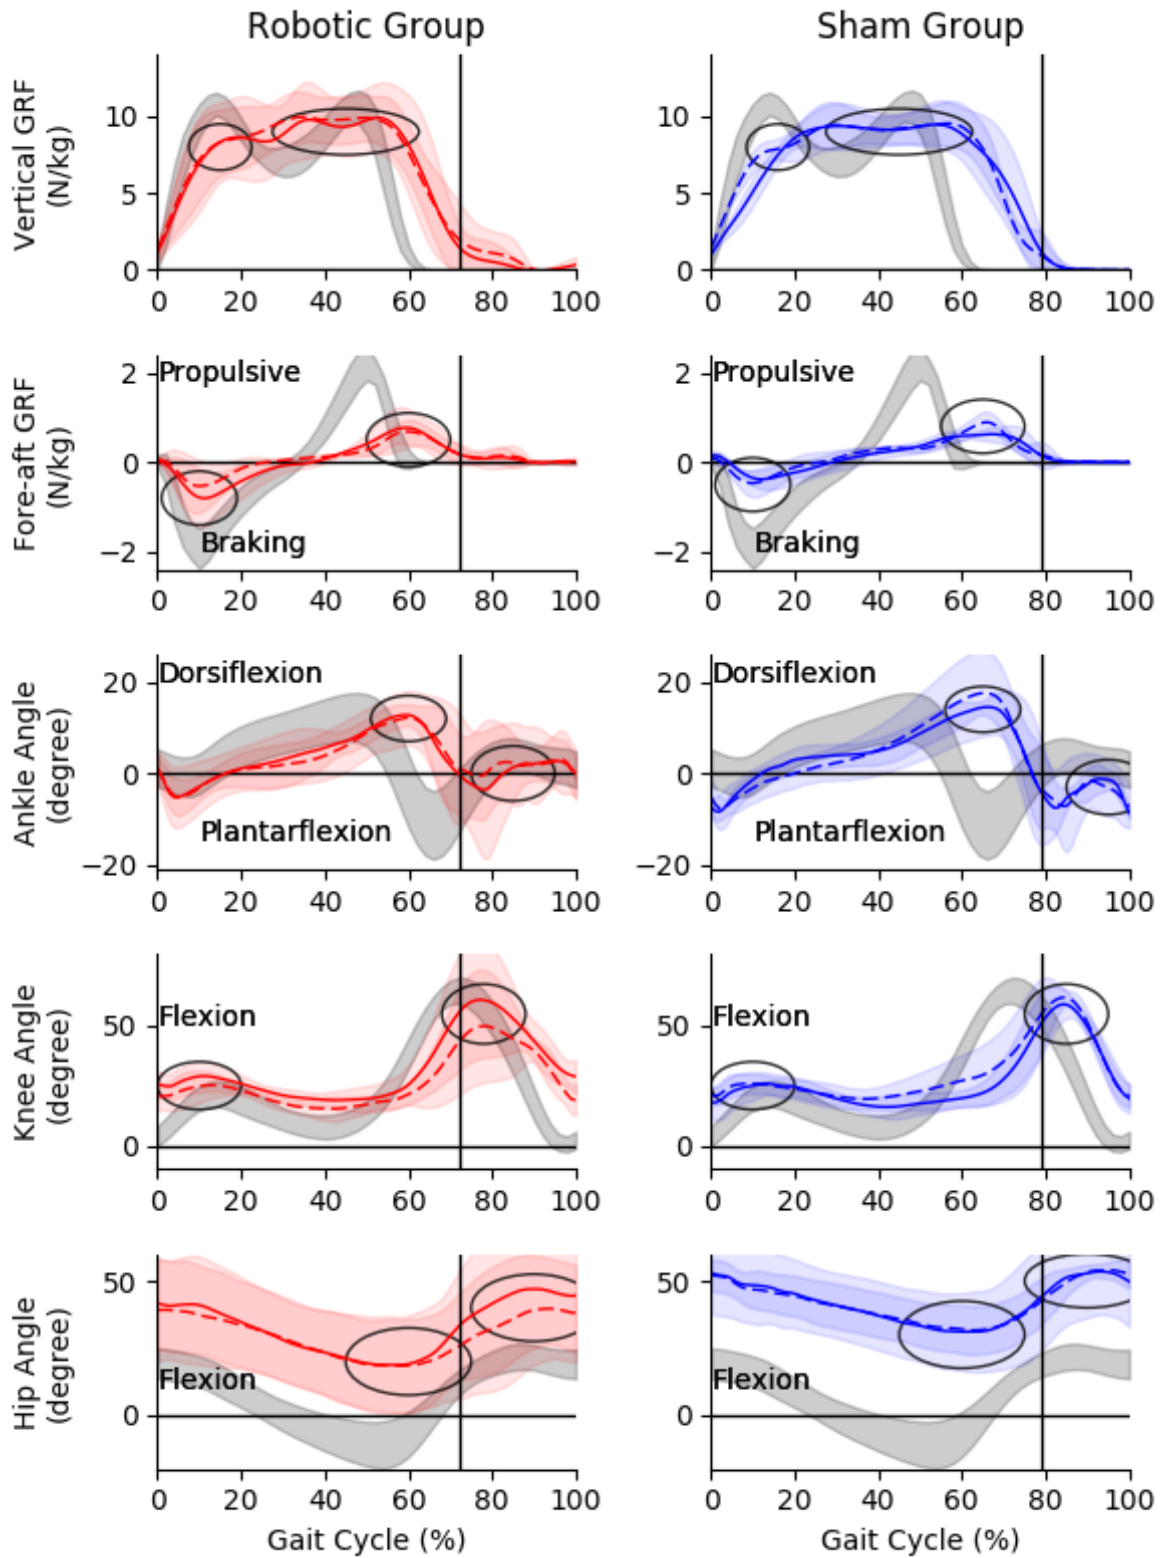 Robotic Group
Sham Group
Vertical GRF
(N/kg)
10
5
0
0 20 40 60 80 100
10
5
0
0 20 40 60 80 100
Fore-aft GRF
(N/kg)
2
0
−2
Propulsive
Braking
0 20 40 60 80 100
2
0
−2
Propulsive
Braking
0 20 40 60 80 100
Ankle Angle
(degree)
20
0
−20
Dorsiflexion
Plantarflexion
0 20 40 60 80 100
20
0
−20
Dorsiflexion
Plantarflexion
0 20 40 60 80 100
Knee Angle
(degree)
50
0
Flexion
0 20 40 60 80 100
50
0
Flexion
0 20 40 60 80 100
Hip Angle
(degree)
50
0
Flexion
0 20 40 60 80 100
Gait Cycle (%)
50
0
Flexion
0 20 40 60 80 100
Gait Cycle (%)